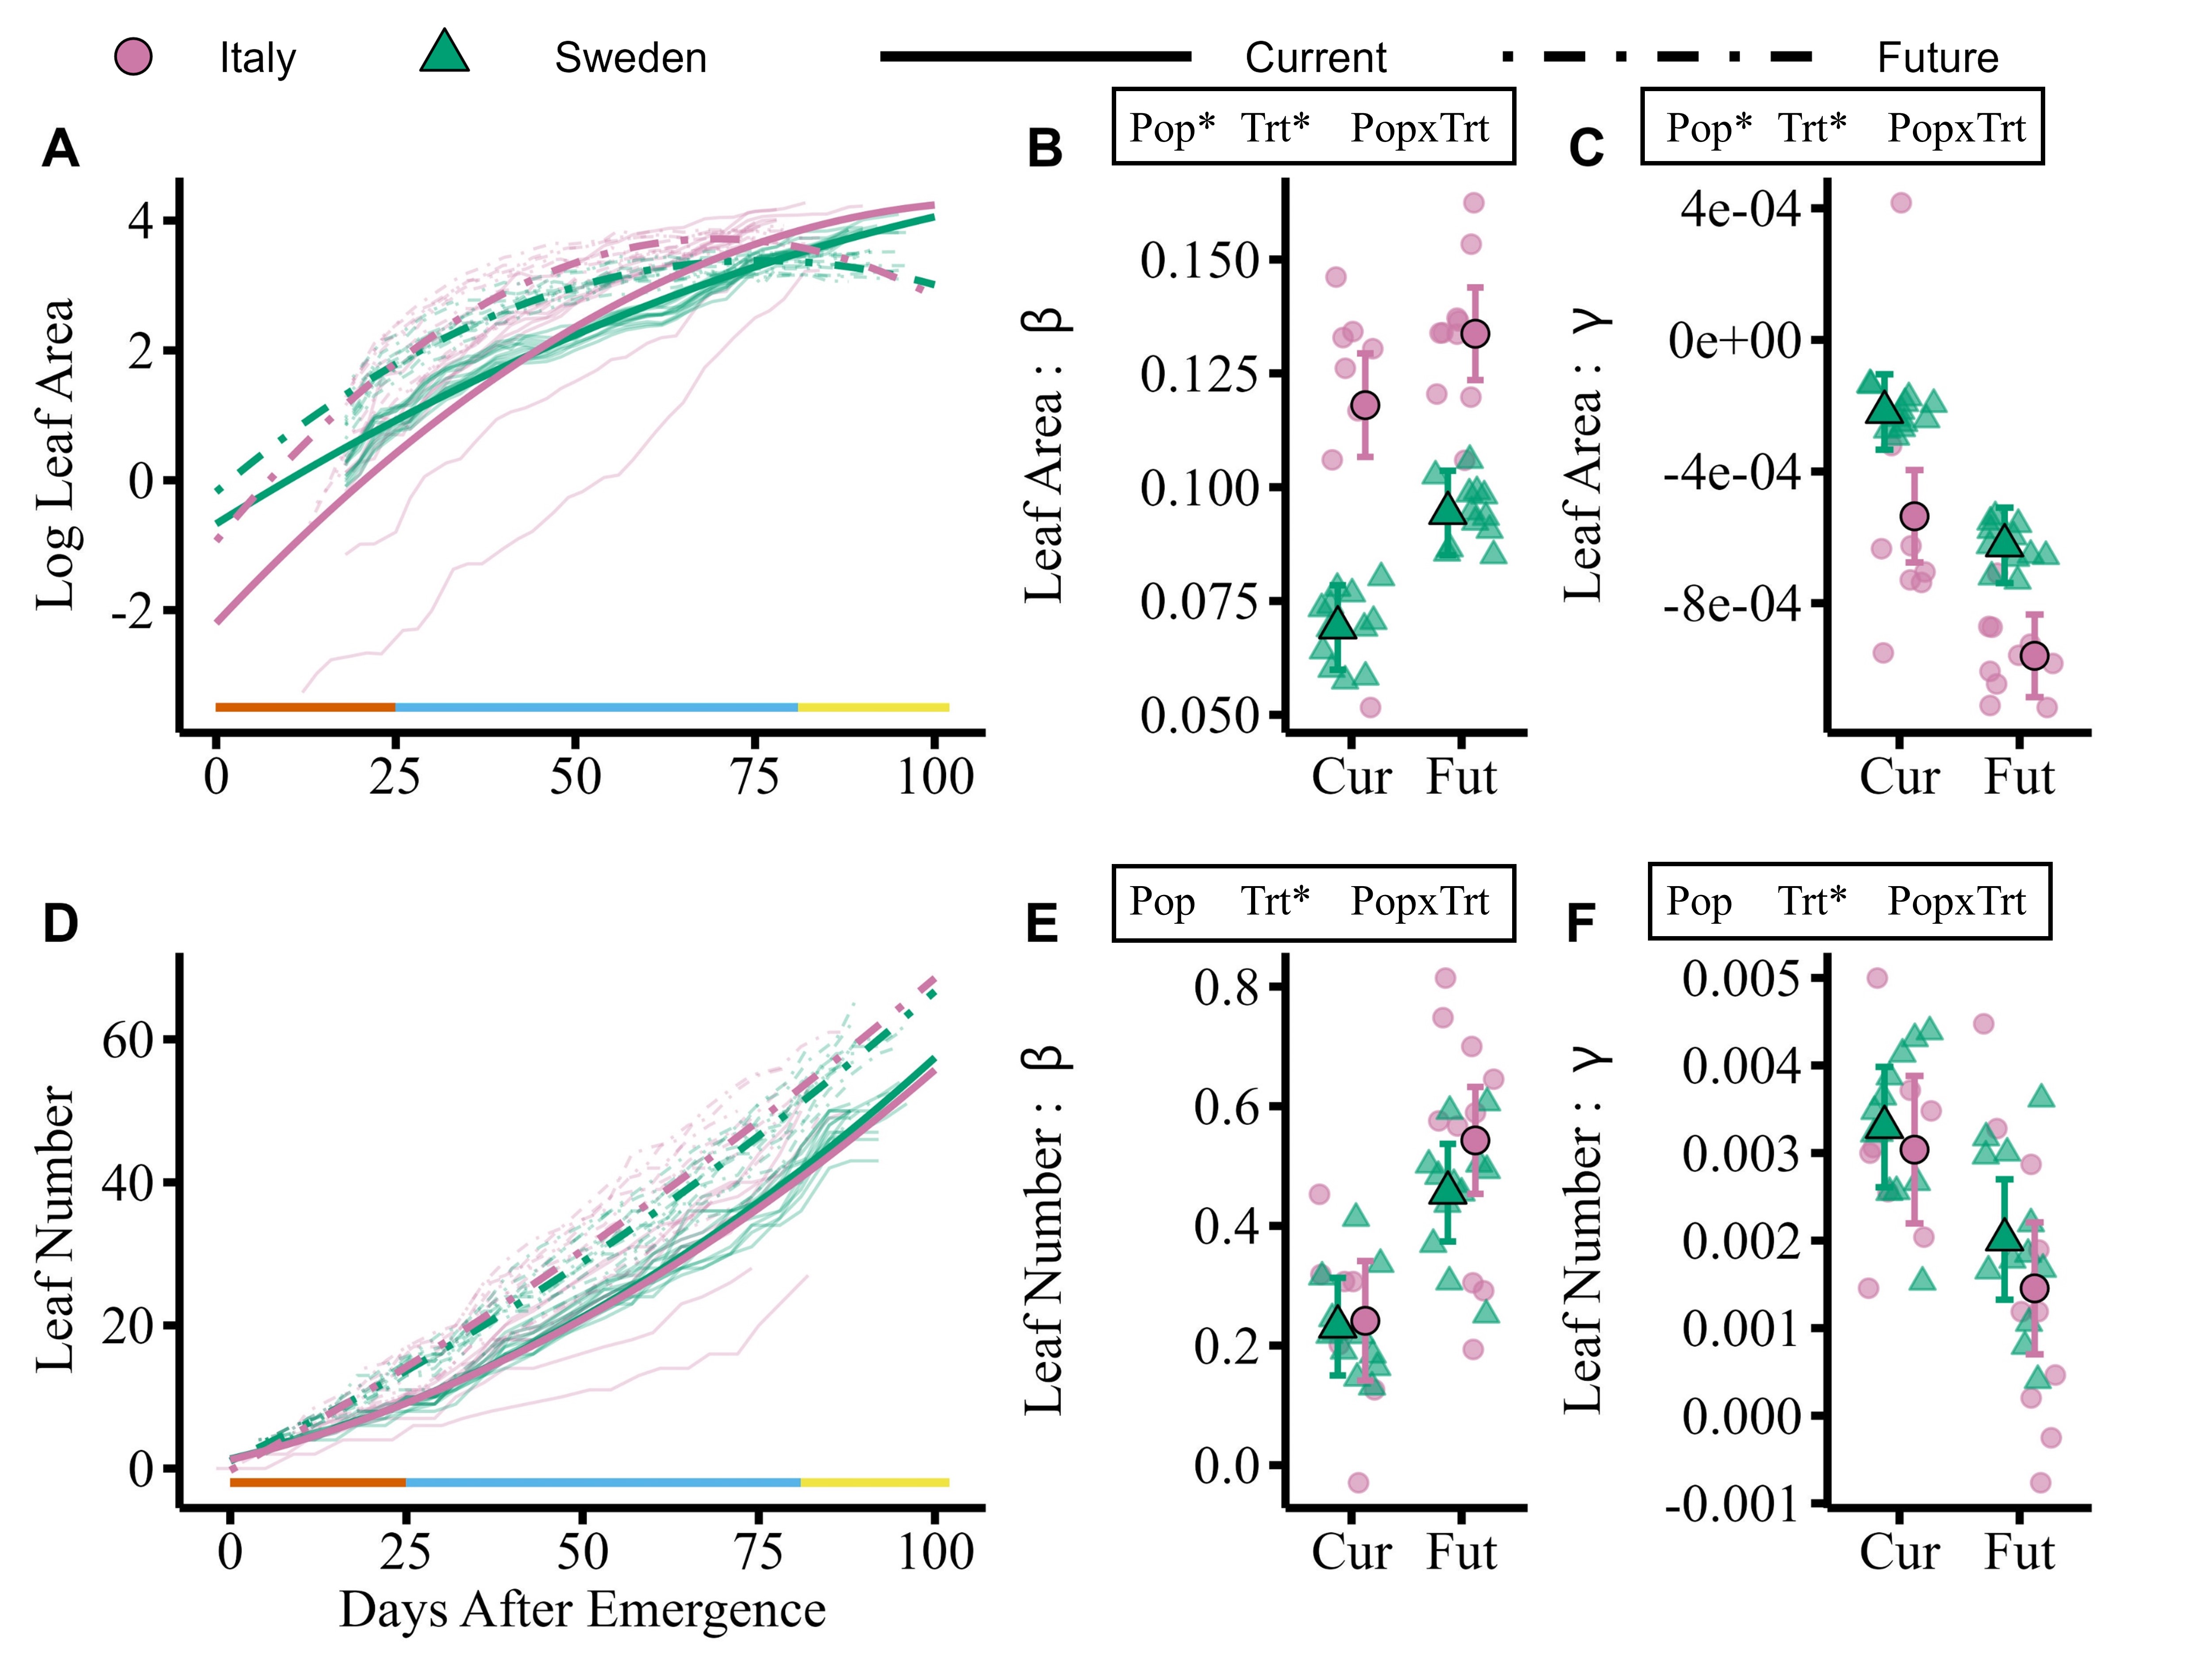 Italy Sweden Current Future
A
Log Leaf Area
4
2
0
-2
0 25 50 75 100
B
Pop* Trt* PopxTrt
Leaf Area : β
0.150
0.125
0.100
0.075
0.050
Cur Fut
C
Pop* Trt* PopxTrt
Leaf Area : γ
4e-04
0e+00
-4e-04
-8e-04
Cur Fut
D
Leaf Number
60
40
20
0
0 25 50 75 100
Days After Emergence
E
Pop Trt* PopxTrt
Leaf Number : β
0.8
0.6
0.4
0.2
0.0
Cur Fut
F
Pop Trt* PopxTrt
Leaf Number : γ
0.005
0.004
0.003
0.002
0.001
0.000
-0.001
Cur Fut